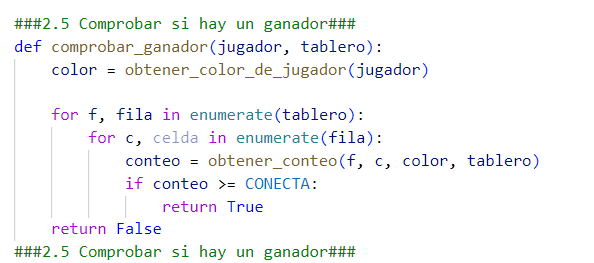 ###2.5 Comprobar si hay un ganador###
def comprobar_ganador(jugador, tablero):
    color = obtener_color_de_jugador(jugador)

    for f, fila in enumerate(tablero):
        for c, celda in enumerate(fila):
            conteo = obtener_conteo(f, c, color, tablero)
            if conteo >= CONECTA:
                return True
    return False
###2.5 Comprobar si hay un ganador###